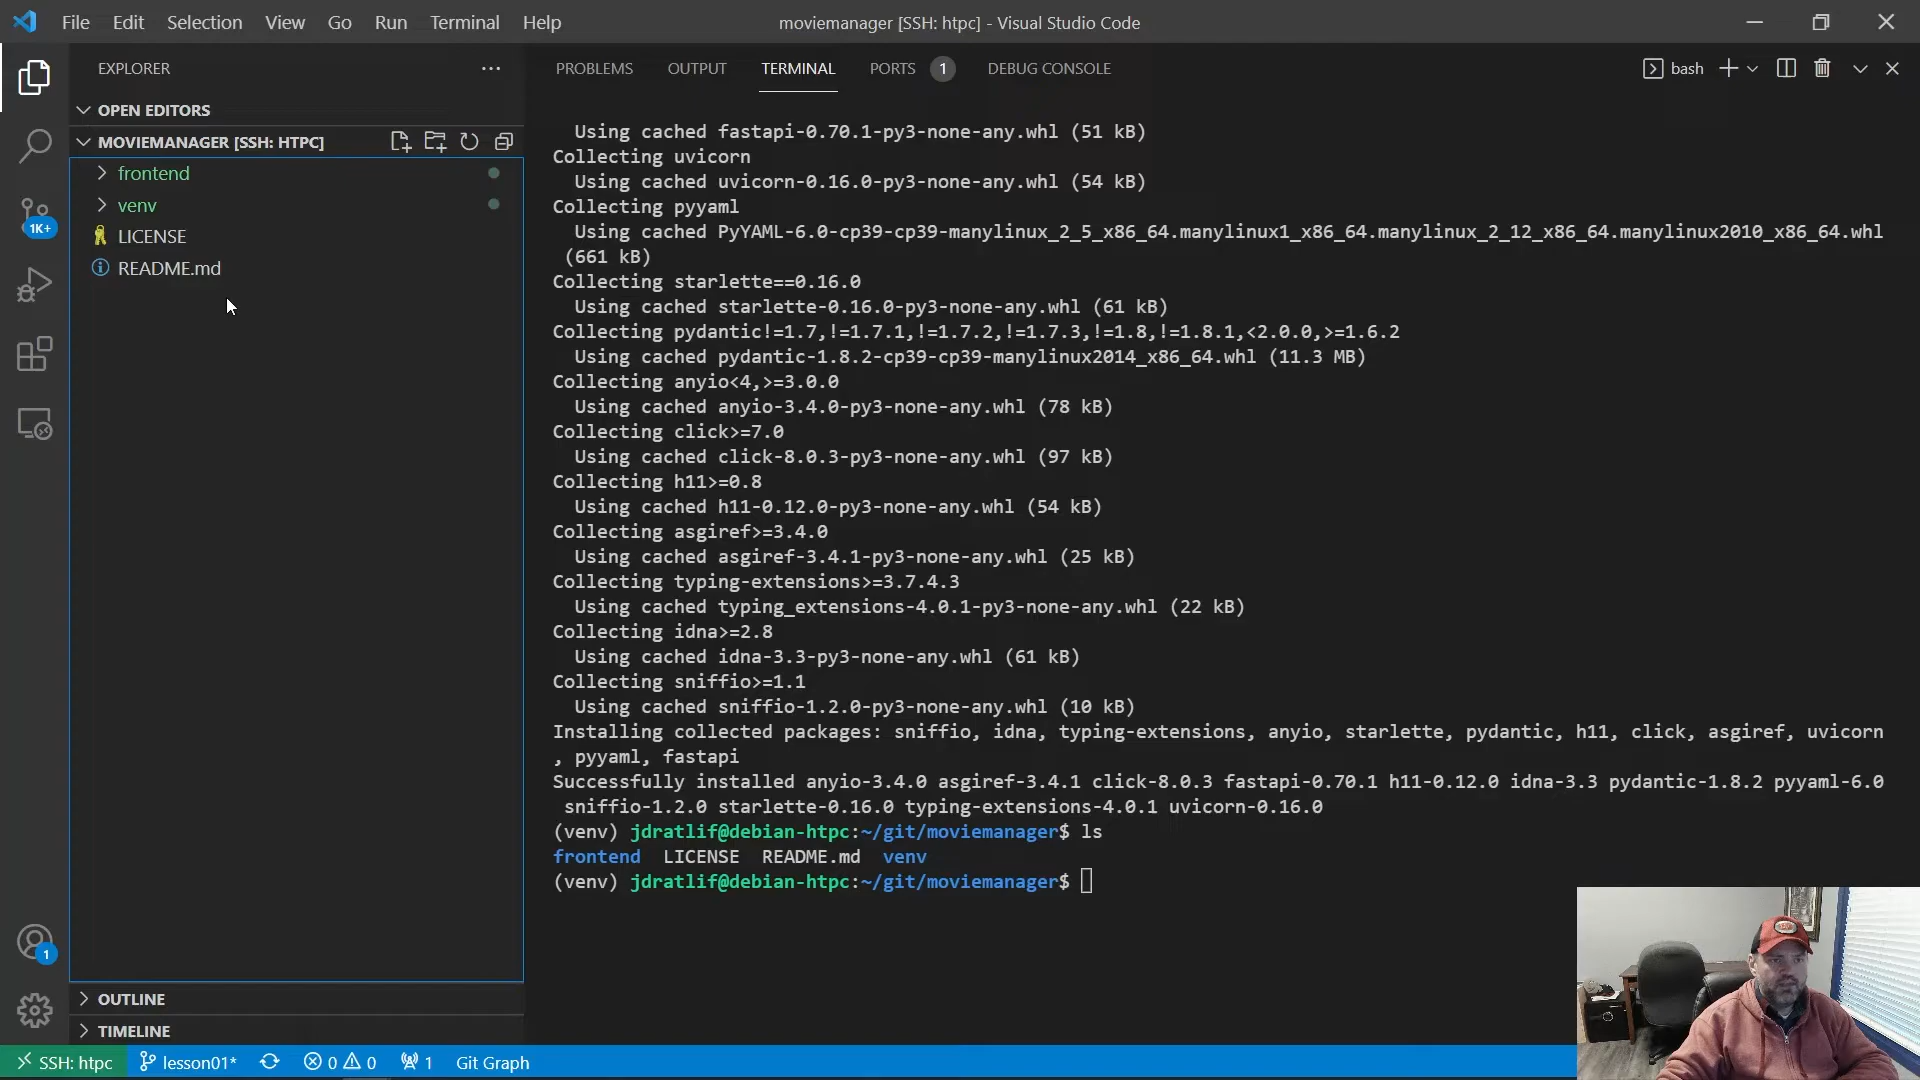 File Edit Selection View Go Run Terminal Help
moviemanager [SSH: htpc] - Visual Studio Code
EXPLORER
OPEN EDITORS
MOVIEMANAGER [SSH: HTPC]
frontend
venv
LICENSE
README.md
1K+
1
OUTLINE
TIMELINE
PROBLEMS OUTPUT TERMINAL PORTS 1 DEBUG CONSOLE
bash
Using cached fastapi-0.70.1-py3-none-any.whl (51 kB)
Collecting uvicorn
Using cached uvicorn-0.16.0-py3-none-any.whl (54 kB)
Collecting pyyaml
Using cached PyYAML-6.0-cp39-cp39-manylinux_2_5_x86_64.manylinux1_x86_64.manylinux_2_12_x86_64.manylinux2010_x86_64.whl
(661 kB)
Collecting starlette==0.16.0
Using cached starlette-0.16.0-py3-none-any.whl (61 kB)
Collecting pydantic!=1.7,!=1.7.1,!=1.7.2,!=1.7.3,!=1.8,!=1.8.1,<2.0.0,>=1.6.2
Using cached pydantic-1.8.2-cp39-cp39-manylinux2014_x86_64.whl (11.3 MB)
Collecting anyio<4,>=3.0.0
Using cached anyio-3.4.0-py3-none-any.whl (78 kB)
Collecting click>=7.0
Using cached click-8.0.3-py3-none-any.whl (97 kB)
Collecting h11>=0.8
Using cached h11-0.12.0-py3-none-any.whl (54 kB)
Collecting asgiref>=3.4.0
Using cached asgiref-3.4.1-py3-none-any.whl (25 kB)
Collecting typing-extensions>=3.7.4.3
Using cached typing_extensions-4.0.1-py3-none-any.whl (22 kB)
Collecting idna>=2.8
Using cached idna-3.3-py3-none-any.whl (61 kB)
Collecting sniffio>=1.1
Using cached sniffio-1.2.0-py3-none-any.whl (10 kB)
Installing collected packages: sniffio, idna, typing-extensions, anyio, starlette, pydantic, h11, click, asgiref, uvicorn
, pyyaml, fastapi
Successfully installed anyio-3.4.0 asgiref-3.4.1 click-8.0.3 fastapi-0.70.1 h11-0.12.0 idna-3.3 pydantic-1.8.2 pyyaml-6.0
sniffio-1.2.0 starlette-0.16.0 typing-extensions-4.0.1 uvicorn-0.16.0
(venv) jdratlif@debian-htpc:~/git/moviemanager$ ls
frontend LICENSE README.md venv
(venv) jdratlif@debian-htpc:~/git/moviemanager$
SSH: htpc lesson01* 0 0 1 Git Graph